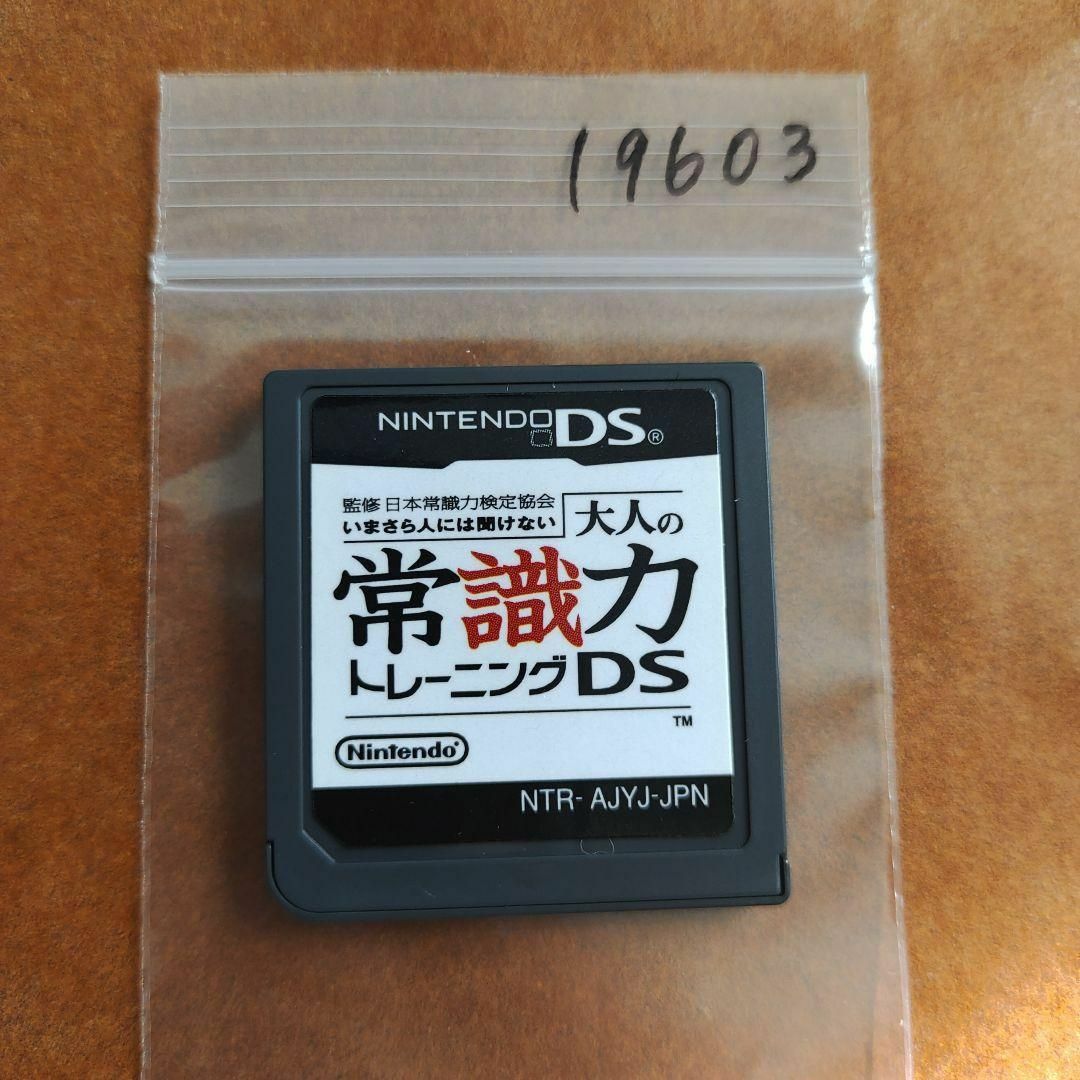 19603
NINTENDO DS®
監修 日本常識力検定協会
いまさら人には聞けない
大人の
常識力
トレーニングDS
TM
Nintendo®
NTR- AJYJ-JPN